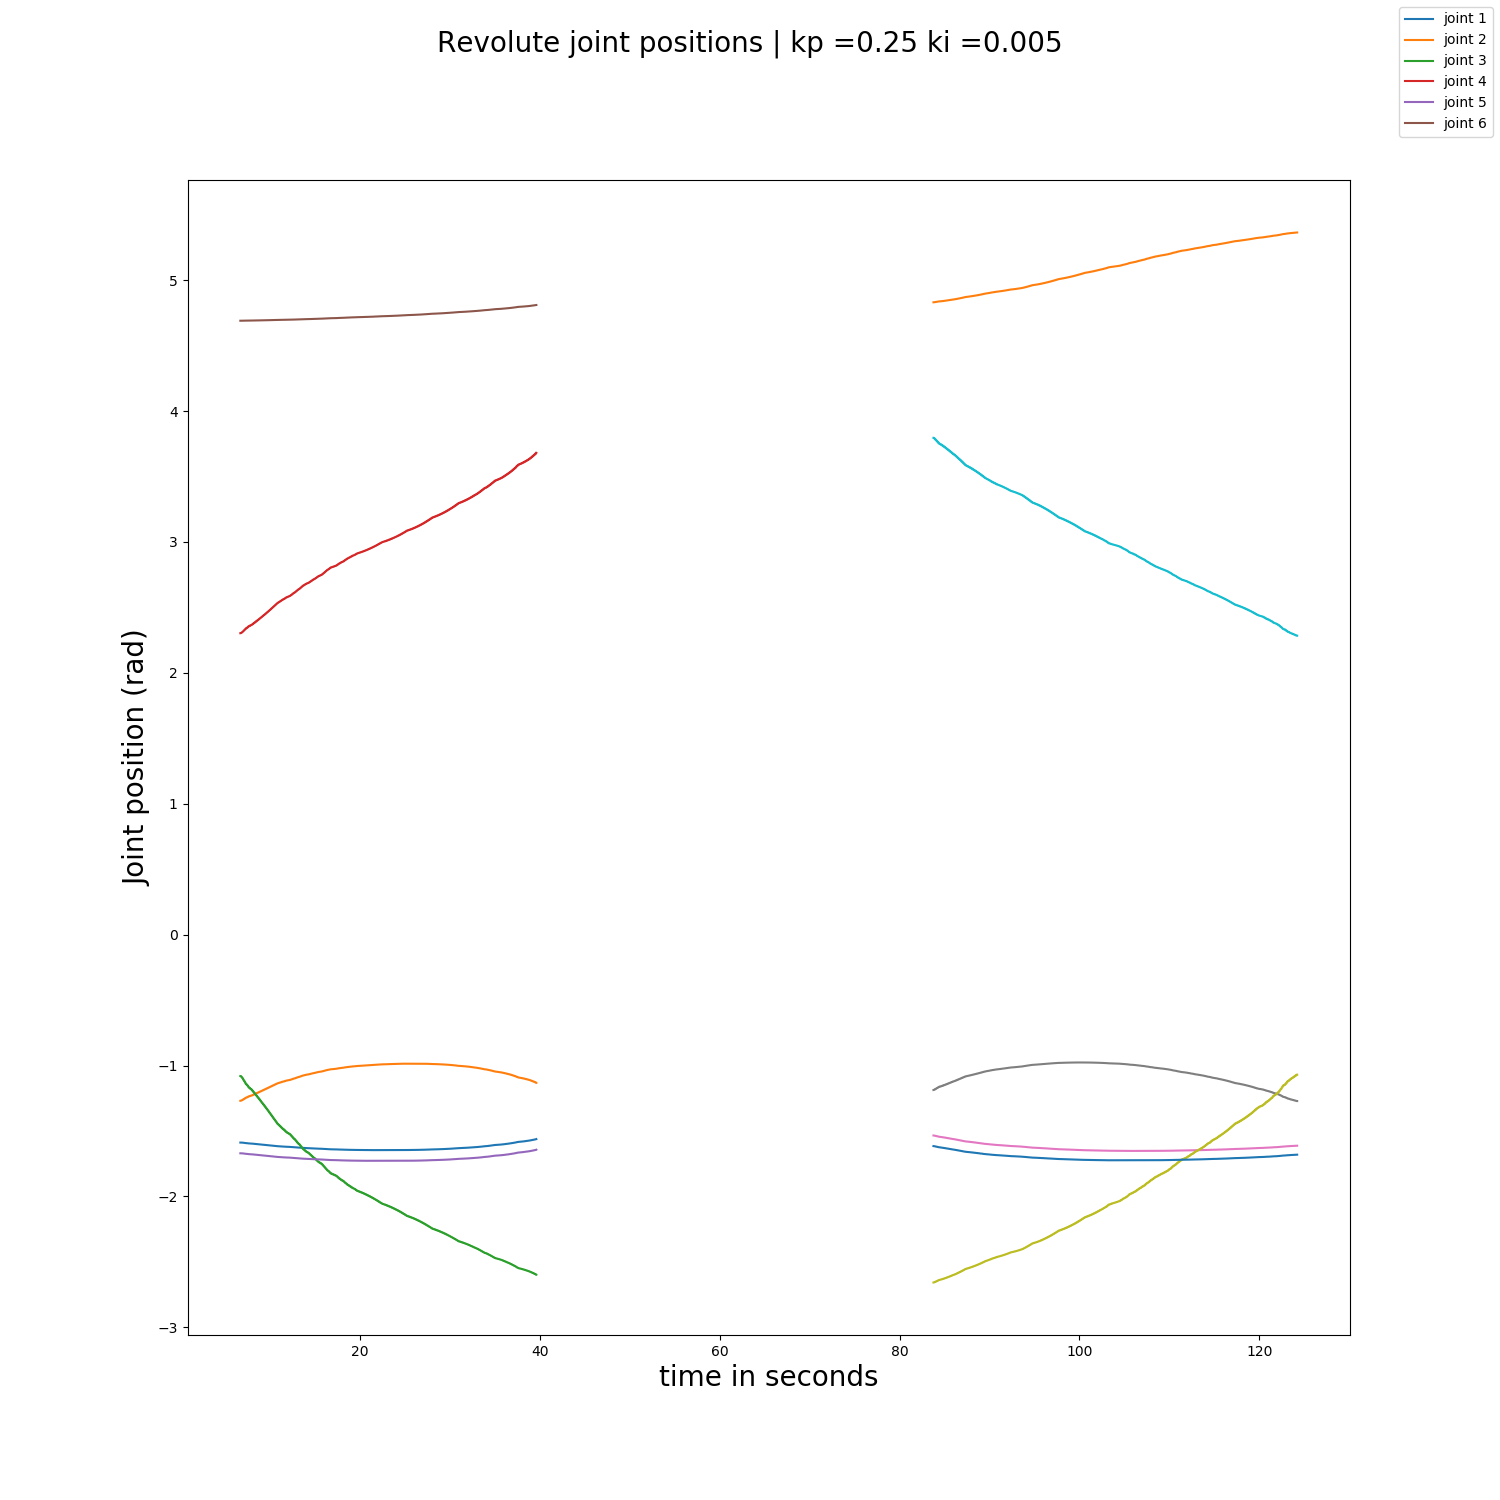 Revolute joint positions | kp =0.25 ki =0.005
joint 1
joint 2
joint 3
joint 4
joint 5
joint 6
Joint position (rad)
5
4
3
2
1
0
−1
−2
−3
20 40 60 80 100 120
time in seconds